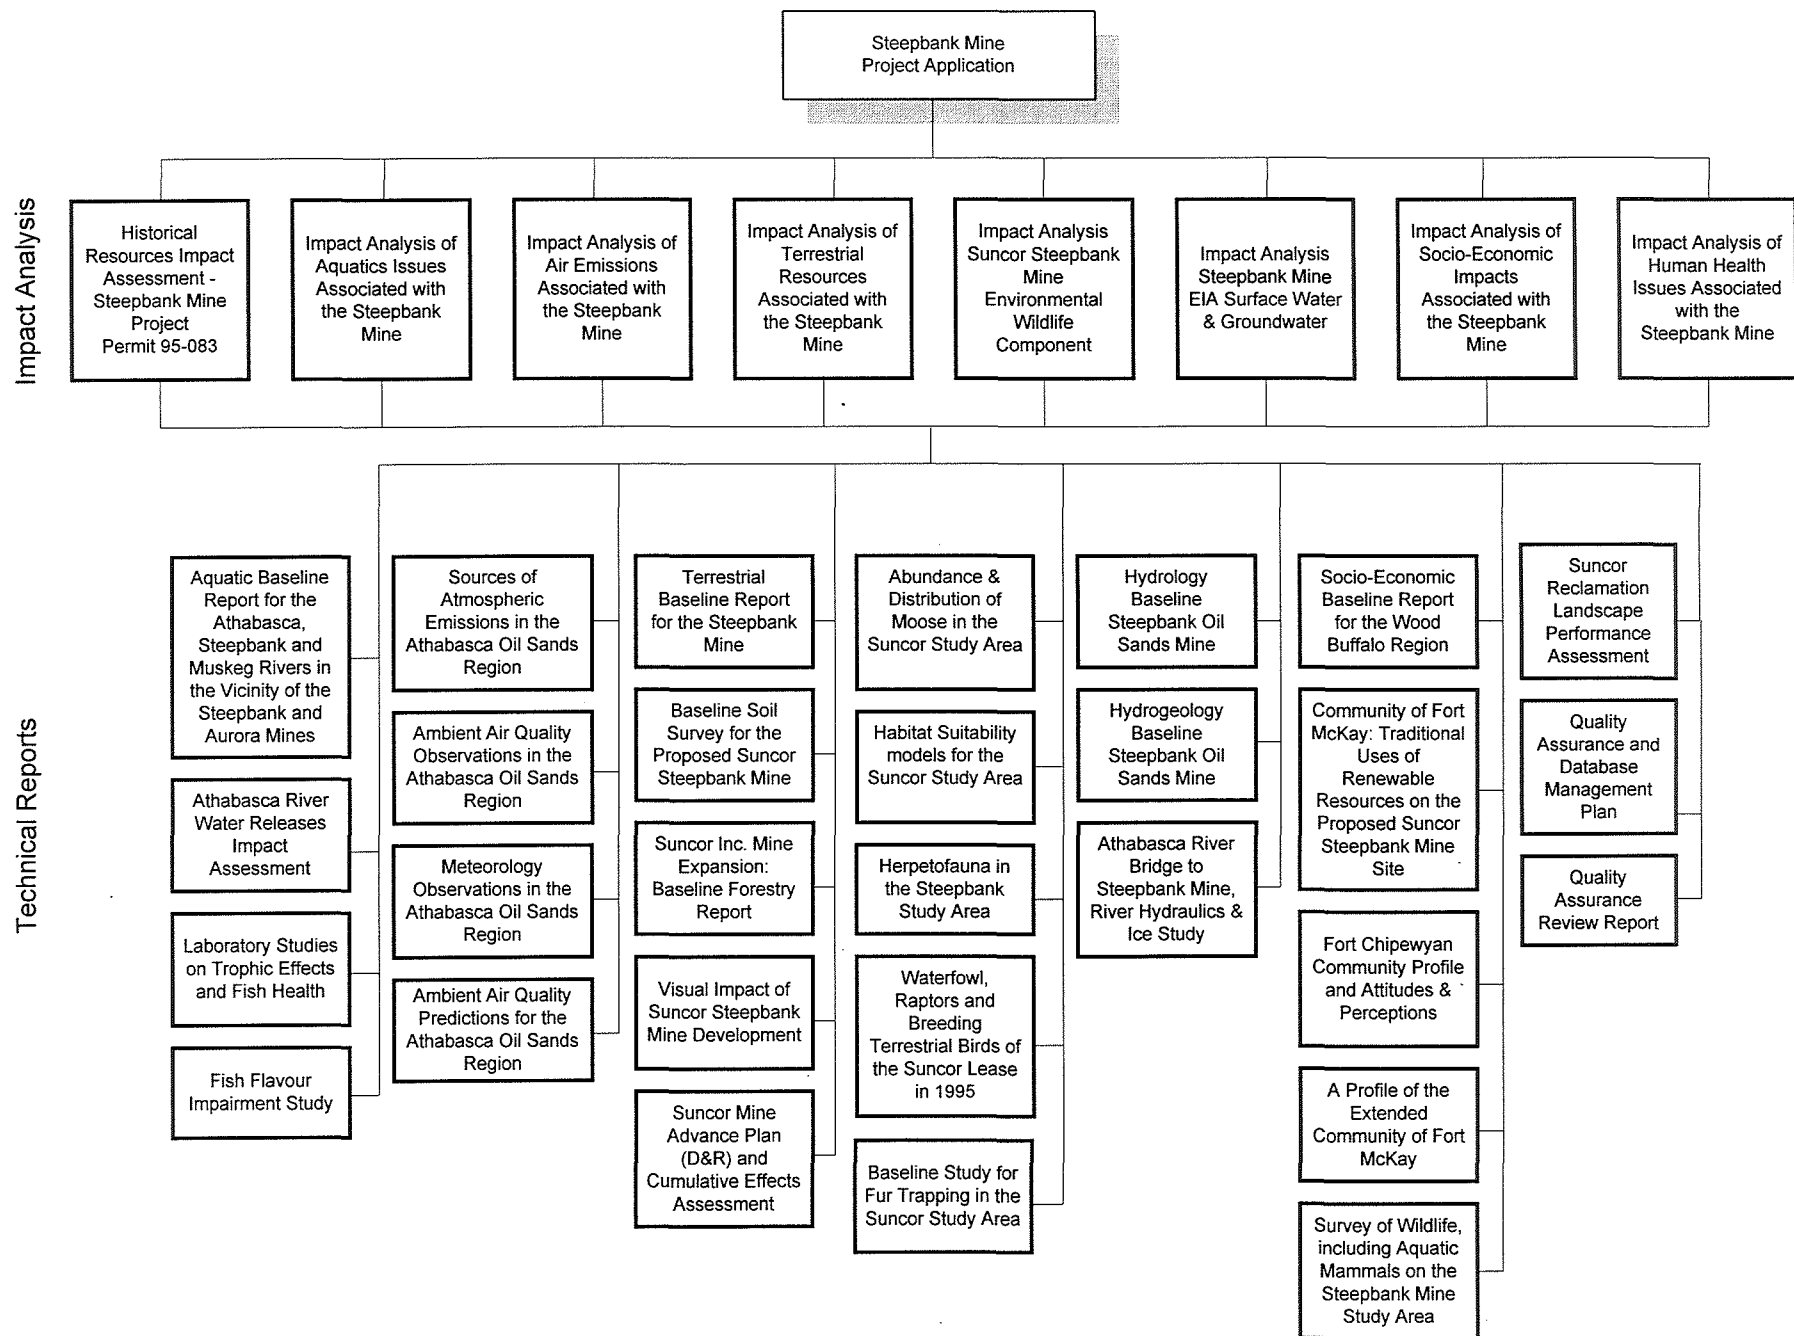 Steepbank Mine
Project Application
Impact Analysis
Historical
Resources Impact
Assessment -
Steepbank Mine
Project
Permit 95-083
Impact Analysis of
Aquatics Issues
Associated with
the Steepbank
Mine
Impact Analysis of
Air Emissions
Associated with
the Steepbank
Mine
Impact Analysis of
Terrestrial
Resources
Associated with
the Steepbank
Mine
Impact Analysis
Suncor Steepbank
Mine
Environmental
Wildlife
Component
Impact Analysis
Steepbank Mine
EIA Surface Water
& Groundwater
Impact Analysis of
Socio-Economic
Impacts
Associated with
the Steepbank
Mine
Impact Analysis of
Human Health
Issues Associated
with the
Steepbank Mine
Technical Reports
Aquatic Baseline
Report for the
Athabasca,
Steepbank and
Muskeg Rivers in
the Vicinity of the
Steepbank and
Aurora Mines
Athabasca River
Water Releases
Impact
Assessment
Laboratory Studies
on Trophic Effects
and Fish Health
Fish Flavour
Impairment Study
Sources of
Atmospheric
Emissions in the
Athabasca Oil Sands
Region
Ambient Air Quality
Observations in the
Athabasca Oil Sands
Region
Meteorology
Observations in the
Athabasca Oil Sands
Region
Ambient Air Quality
Predictions for the
Athabasca Oil Sands
Region
Terrestrial
Baseline Report
for the Steepbank
Mine
Baseline Soil
Survey for the
Proposed Suncor
Steepbank Mine
Suncor Inc. Mine
Expansion:
Baseline Forestry
Report
Visual Impact of
Suncor Steepbank
Mine Development
Suncor Mine
Advance Plan
(D&R) and
Cumulative Effects
Assessment
Abundance &
Distribution of
Moose in the
Suncor Study Area
Habitat Suitability
models for the
Suncor Study Area
Herpetofauna in
the Steepbank
Study Area
Waterfowl,
Raptors and
Breeding
Terrestrial Birds of
the Suncor Lease
in 1995
Baseline Study for
Fur Trapping in the
Suncor Study Area
Hydrology
Baseline
Steepbank Oil
Sands Mine
Hydrogeology
Baseline
Steepbank Oil
Sands Mine
Athabasca River
Bridge to
Steepbank Mine,
River Hydraulics &
Ice Study
Socio-Economic
Baseline Report
for the Wood
Buffalo Region
Community of Fort
McKay: Traditional
Uses of
Renewable
Resources on the
Proposed Suncor
Steepbank Mine
Site
Fort Chipewyan
Community Profile
and Attitudes &
Perceptions
A Profile of the
Extended
Community of Fort
McKay
Survey of Wildlife,
including Aquatic
Mammals on the
Steepbank Mine
Study Area
Suncor
Reclamation
Landscape
Performance
Assessment
Quality
Assurance and
Database
Management
Plan
Quality
Assurance
Review Report